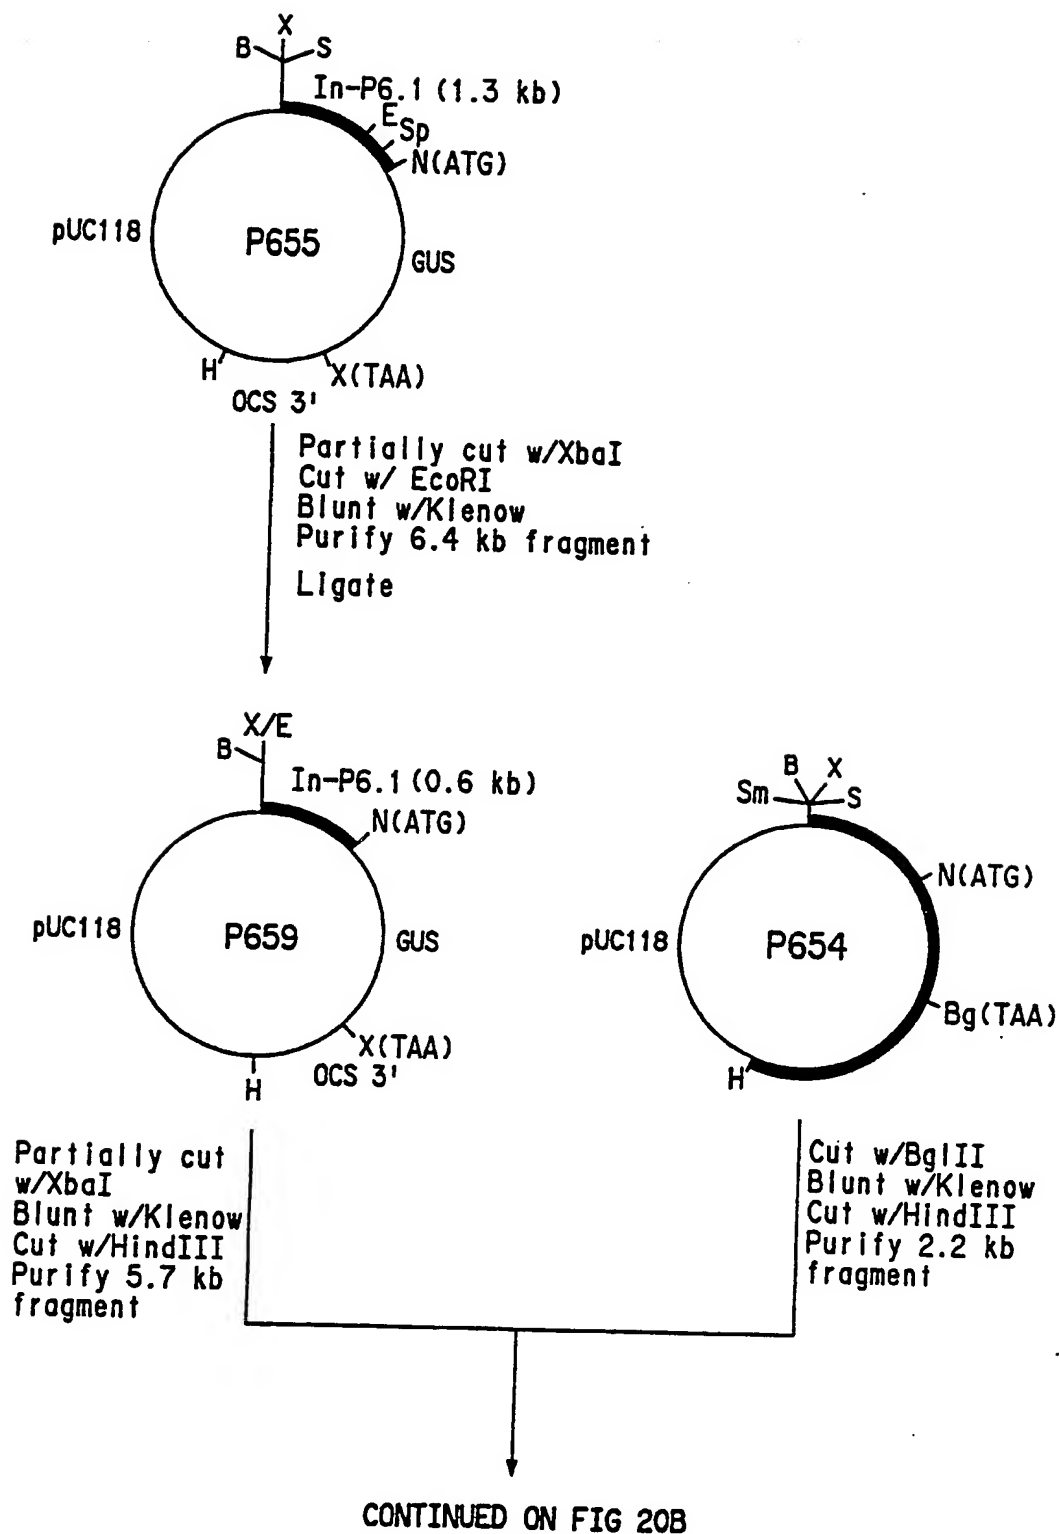 X
B S
In-P6.1 (1.3 kb)
E
Sp
N(ATG)
pUC118
P655
GUS
H
X(TAA)
OCS 3'
Partially cut w/XbaI
Cut w/ EcoRI
Blunt w/Klenow
Purify 6.4 kb fragment
Ligate
X/E
B
In-P6.1 (0.6 kb)
N(ATG)
pUC118
P659
GUS
X(TAA)
OCS 3'
H
B X
Sm S
N(ATG)
pUC118
P654
Bg(TAA)
H
Partially cut
w/XbaI
Blunt w/Klenow
Cut w/HindIII
Purify 5.7 kb
fragment
Cut w/BglII
Blunt w/Klenow
Cut w/HindIII
Purify 2.2 kb
fragment
CONTINUED ON FIG 20B